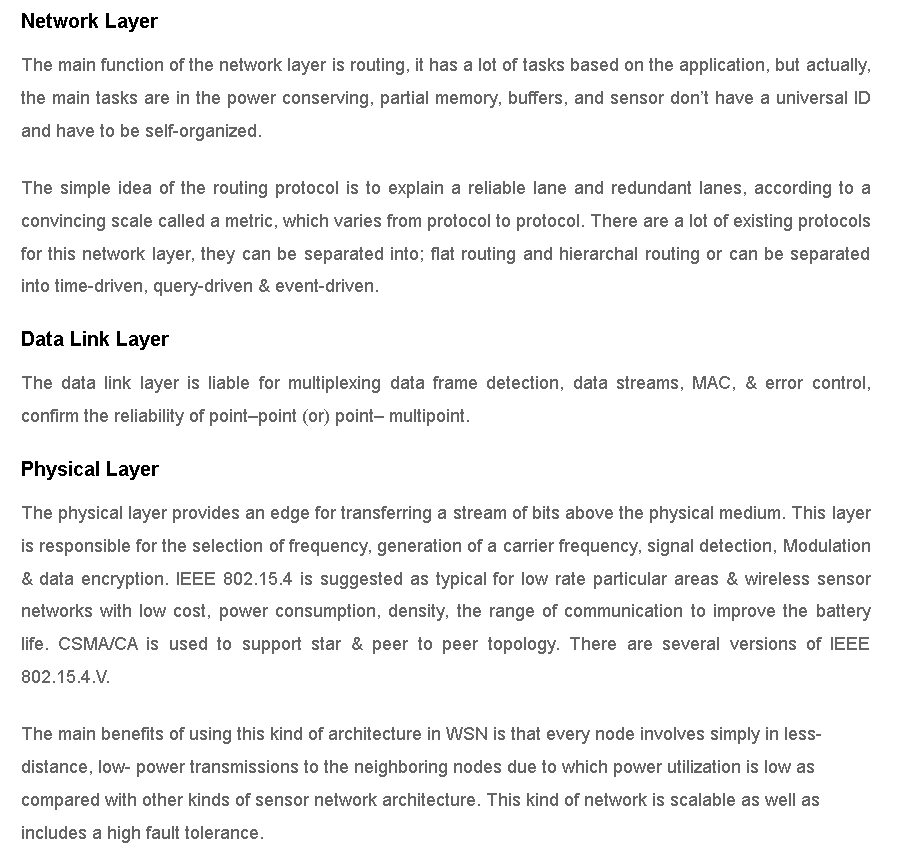 Network Layer
The main function of the network layer is routing, it has a lot of tasks based on the application, but actually,
the main tasks are in the power conserving, partial memory, buffers, and sensor don’t have a universal ID
and have to be self-organized.
The simple idea of the routing protocol is to explain a reliable lane and redundant lanes, according to a
convincing scale called a metric, which varies from protocol to protocol. There are a lot of existing protocols
for this network layer, they can be separated into; flat routing and hierarchal routing or can be separated
into time-driven, query-driven & event-driven.
Data Link Layer
The data link layer is liable for multiplexing data frame detection, data streams, MAC, & error control,
confirm the reliability of point–point (or) point– multipoint.
Physical Layer
The physical layer provides an edge for transferring a stream of bits above the physical medium. This layer
is responsible for the selection of frequency, generation of a carrier frequency, signal detection, Modulation
& data encryption. IEEE 802.15.4 is suggested as typical for low rate particular areas & wireless sensor
networks with low cost, power consumption, density, the range of communication to improve the battery
life. CSMA/CA is used to support star & peer to peer topology. There are several versions of IEEE
802.15.4.V.
The main benefits of using this kind of architecture in WSN is that every node involves simply in less-
distance, low- power transmissions to the neighboring nodes due to which power utilization is low as
compared with other kinds of sensor network architecture. This kind of network is scalable as well as
includes a high fault tolerance.